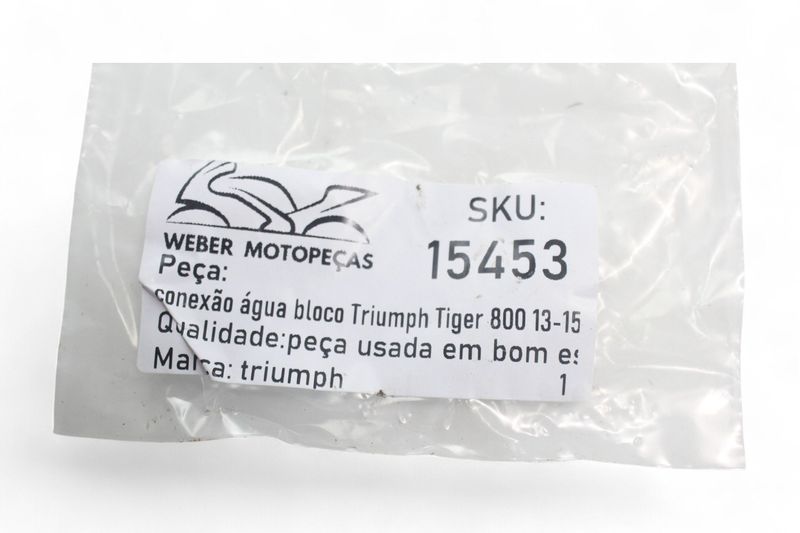 SKU:
WEBER MOTOPEÇAS
15453
Peça:
conexão água bloco Triumph Tiger 800 13-15
Qualidade:peça usada em bom es
Marca: triumph
1